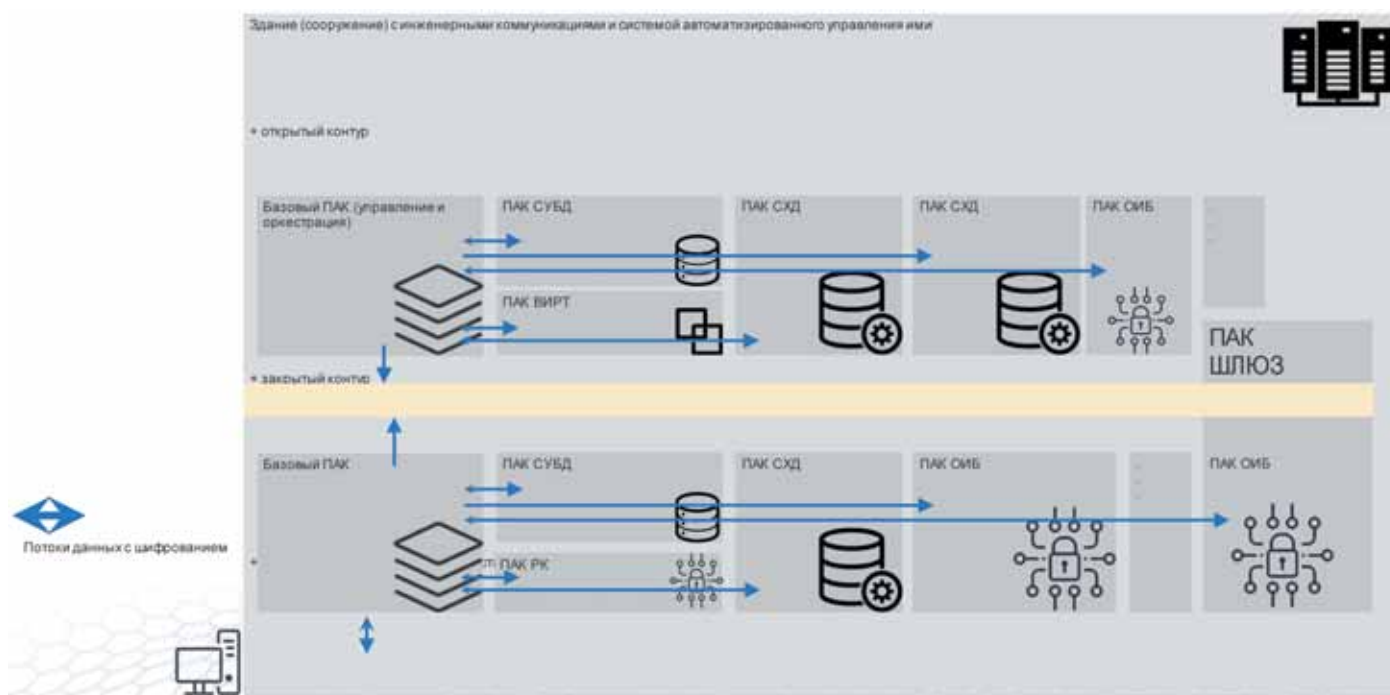 Здание (сооружение) с инженерными коммуникациями и системой автоматизированного управления ими
+ открытый контур
Базовый ПАК (управление и
оркестрация)
ПАК СУБД
ПАК СХД
ПАК СХД
ПАК ОИБ
ПАК ВИРТ
ПАК
ШЛЮЗ
+ закрытый контур
Базовый ПАК
ПАК СУБД
ПАК СХД
ПАК ОИБ
ПАК ОИБ
Потоки данных с шифрованием
+
ПАК РК